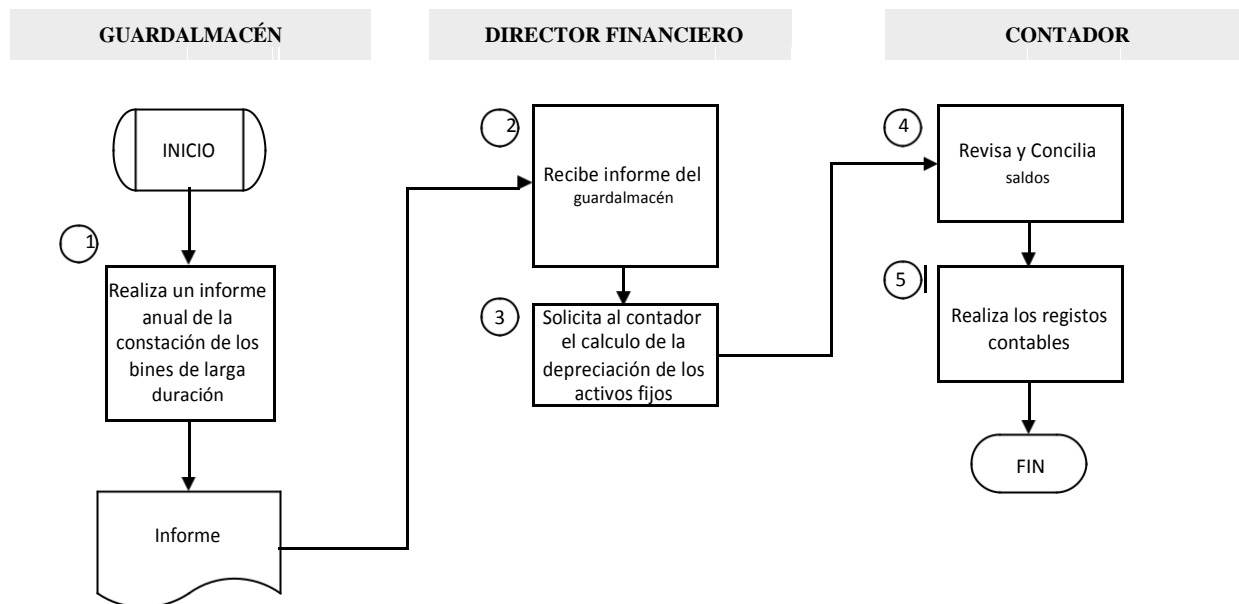 GUARDALMACÉN
DIRECTOR FINANCIERO
CONTADOR
INICIO
1
Realiza un informe
anual de la
constación de los
bines de larga
duración
Informe
2
Recibe informe del
guardalmacén
3
Solicita al contador
el calculo de la
depreciación de los
activos fijos
4
Revisa y Concilia
saldos
5
Realiza los registos
contables
FIN